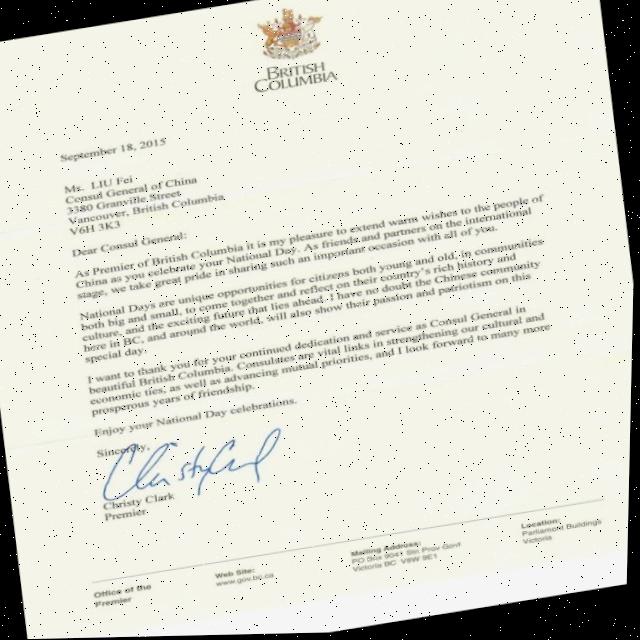 BRITISH
COLUMBIA
September 18, 2015
Ms. LIU Fei
Consul General of China
3380 Granville Street
Vancouver, British Columbia
V6H 3K3
Dear Consul General:
As Premier of British Columbia it is my pleasure to extend warm wishes to the people of
China as you celebrate your National Day. As friends and partners on the international
stage, we take great pride in sharing such an important occasion with all of you.
National Days are unique opportunities for citizens both young and old, in communities
both big and small, to come together and reflect on their country's rich history and
culture, and the exciting future that lies ahead. I have no doubt the Chinese community
here in BC, and around the world, will also show their passion and patriotism on this
special day.
I want to thank you for your continued dedication and service as Consul General in
beautiful British Columbia. Consulates are vital links in strengthening our cultural and
economic ties, as well as advancing mutual priorities, and I look forward to many more
prosperous years of friendship.
Enjoy your National Day celebrations.
Sincerely,
Christy Clark
Christy Clark
Premier
Office of the
Premier
Web Site:
www.gov.bc.ca
Mailing Address:
PO Box 9041 Stn Prov Govt
Victoria BC V8W 9E1
Location:
Parliament Buildings
Victoria